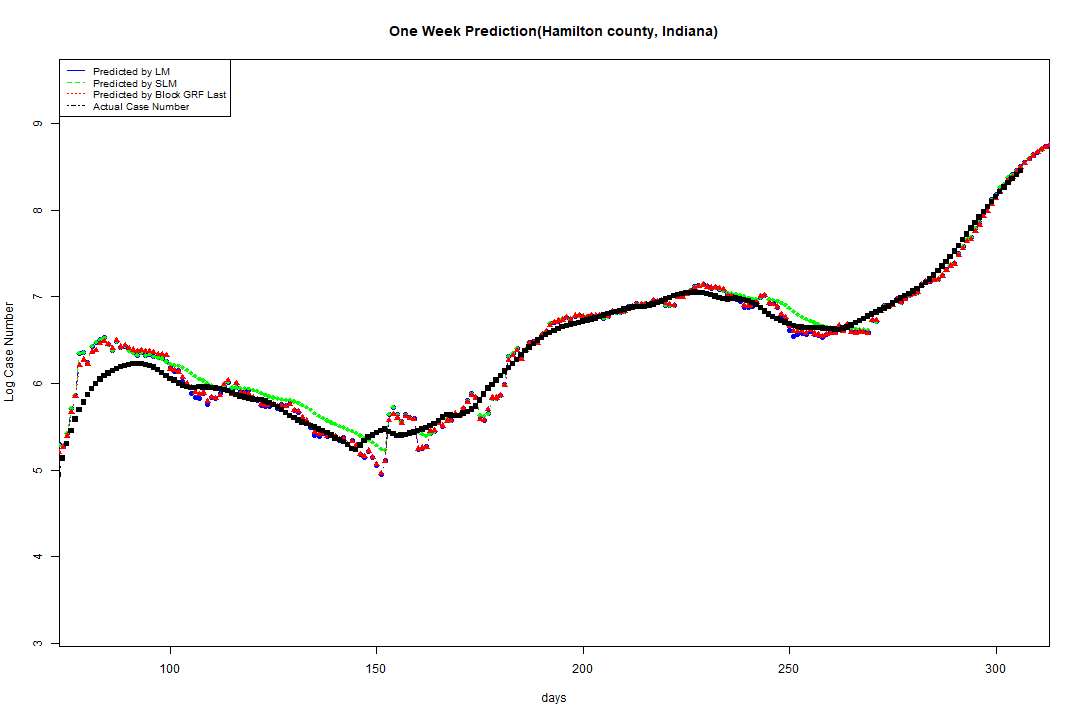 One Week Prediction(Hamilton county, Indiana)
Predicted by LM
Predicted by SLM
Predicted by Block GRF Last
Actual Case Number
Log Case Number
9
8
7
6
5
4
3
100 150 200 250 300
days